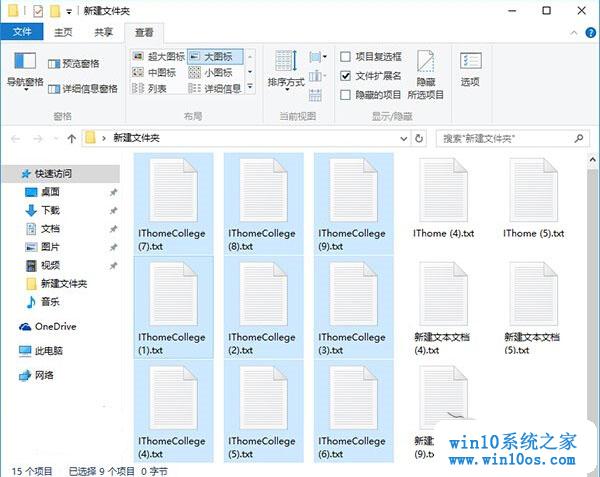 新建文件夹
文件 主页 共享 查看
导航窗格
预览窗格
详细信息窗格
窗格
超大图标 大图标
中图标 小图标
列表 详细信息
布局
排序方式
当前视图
项目复选框
文件扩展名
隐藏的项目
隐藏
所选项目
显示/隐藏
选项
新建文件夹
搜索"新建文件夹"
快速访问
桌面
下载
文档
图片
视频
新建文件夹
音乐
OneDrive
此电脑
网络
IThomeCollege
(7).txt
IThomeCollege
(8).txt
IThomeCollege
(9).txt
IThome (4).txt
IThome (5).txt
IThomeCollege
(1).txt
IThomeCollege
(2).txt
IThomeCollege
(3).txt
新建文本文档
(4).txt
新建文本文档
(5).txt
IThomeCollege
(4).txt
IThomeCollege
(5).txt
IThomeCollege
(6).txt
新建
(9).t
15 个项目 已选择 9 个项目 0 字节
win10系统之家
www.win10os.com